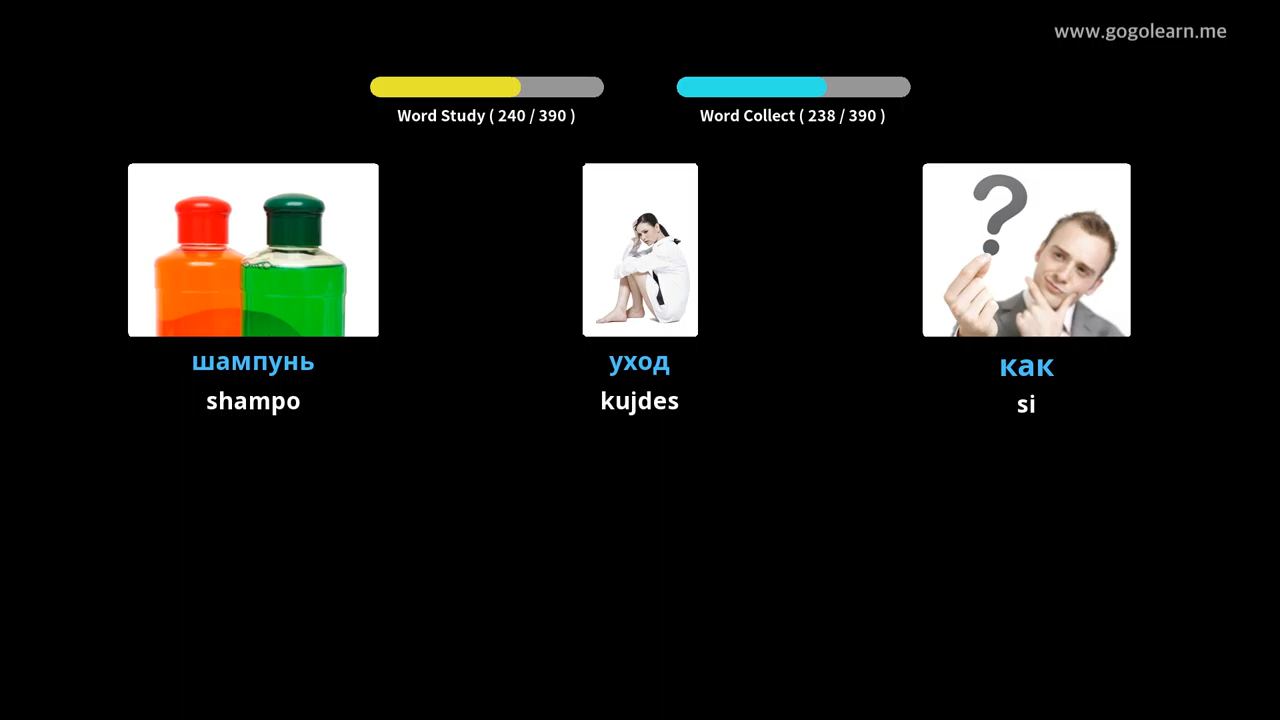 www.gogolearn.me
Word Study ( 240 / 390 )
Word Collect ( 238 / 390 )
шампунь
shampo
уход
kujdes
как
si